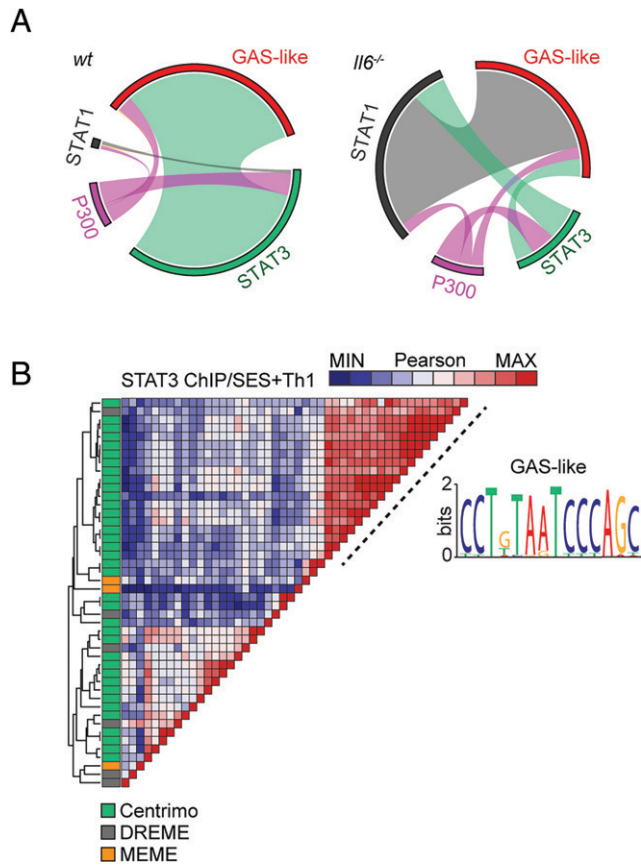 A
wt
GAS-like
STAT1
P300
STAT3
Il6-/-
GAS-like
STAT1
P300
STAT3
B
STAT3 ChIP/SES+Th1
MIN Pearson MAX
GAS-like
2
bits
0
CCTGTAATCCCAGC
Centrimo
DREME
MEME